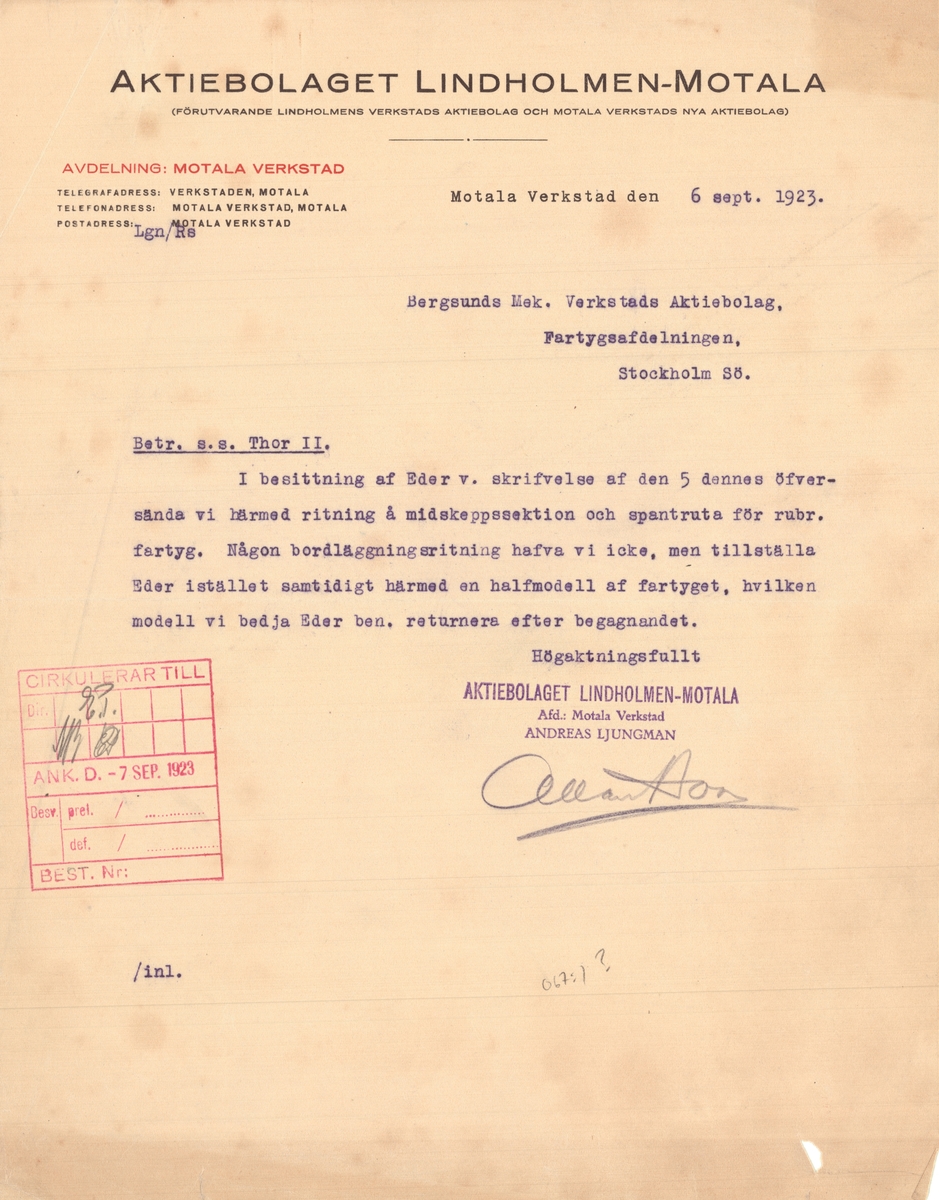 AKTIEBOLAGET LINDHOLMEN-MOTALA
(FÖRUTVARANDE LINDHOLMENS VERKSTADS AKTIEBOLAG OCH MOTALA VERKSTADS NYA AKTIEBOLAG)
AVDELNING: MOTALA VERKSTAD
TELEGRAFADRESS: VERKSTADEN, MOTALA
TELEFONADRESS: MOTALA VERKSTAD, MOTALA
POSTADRESS: MOTALA VERKSTAD
Lgn/Rs
Motala Verkstad den 6 sept. 1923.
Bergsunds Mek. Verkstads Aktiebolag,
Fartygsafdelningen,
Stockholm Sö.
Betr. s.s. Thor II.
I besittning af Eder v. skrifvelse af den 5 dennes öfver-
sända vi härmed ritning å midskeppssektion och spantruta för rubr.
fartyg. Någon bordläggningsritning hafva vi icke, men tillställa
Eder istället samtidigt härmed en halfmodell af fartyget, hvilken
modell vi bedja Eder ben. returnera efter begagnandet.
Högaktningsfullt
AKTIEBOLAGET LINDHOLMEN-MOTALA
Afd.: Motala Verkstad
ANDREAS LJUNGMAN
CIRKULERAR TILL
Dir.
ANK. D. -7 SEP. 1923
Besv. prel. /
def. /
BEST. Nr:
/inl.
067:1 ?